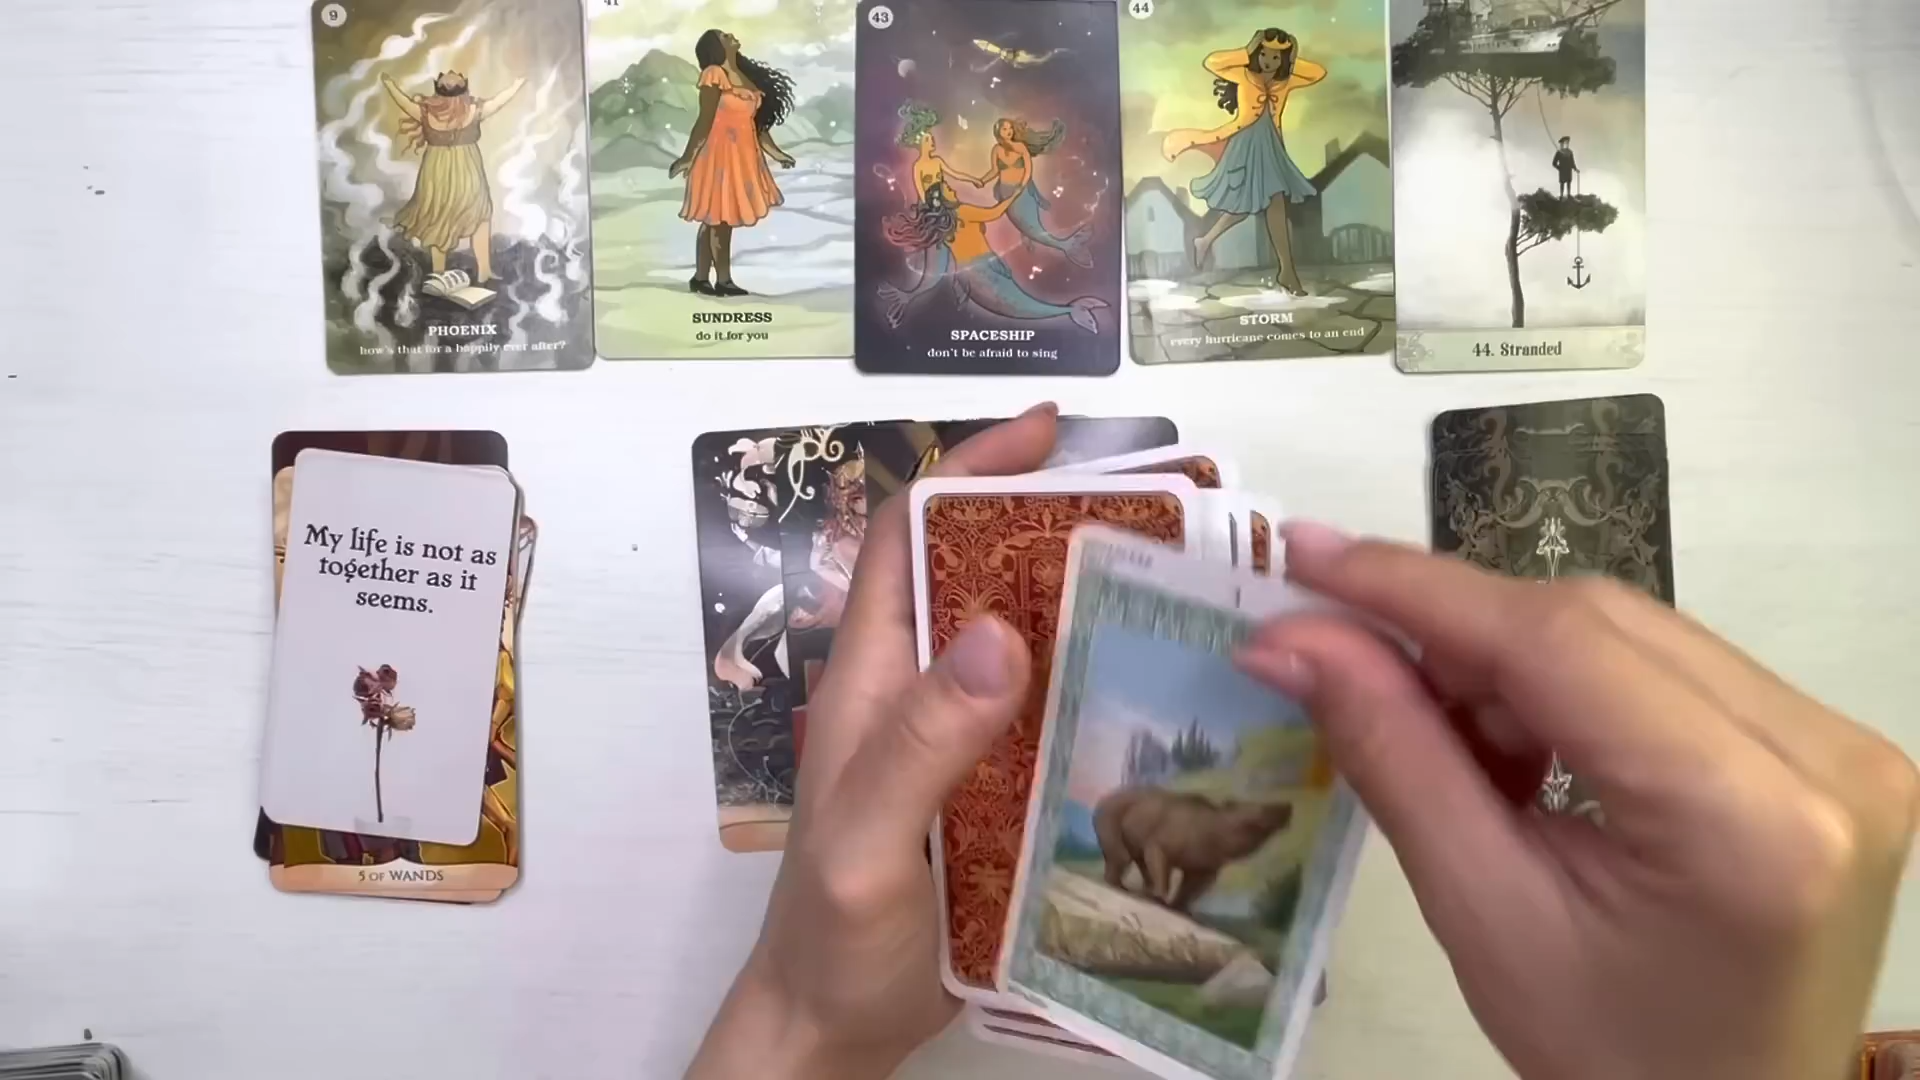 9
41
43
44
PHOENIX
how's that for a happily ever after?
SUNDRESS
do it for you
SPACESHIP
don't be afraid to sing
STORM
every hurricane comes to an end
44. Stranded
My life is not as
together as it
seems.
5 OF WANDS